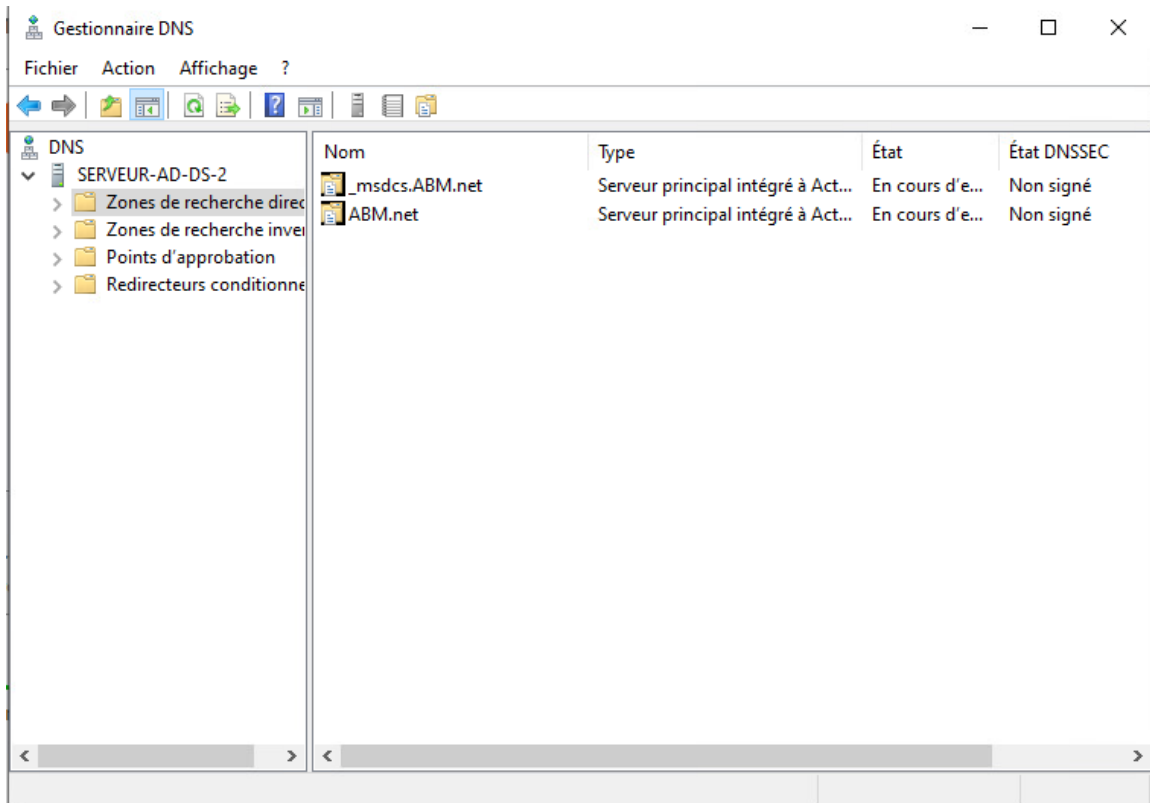 Gestionnaire DNS
Fichier Action Affichage ?
DNS
SERVEUR-AD-DS-2
Zones de recherche direc
Zones de recherche inver
Points d'approbation
Redirecteurs conditionne
Nom Type État État DNSSEC
_msdcs.ABM.net Serveur principal intégré à Act... En cours d'e... Non signé
ABM.net Serveur principal intégré à Act... En cours d'e... Non signé